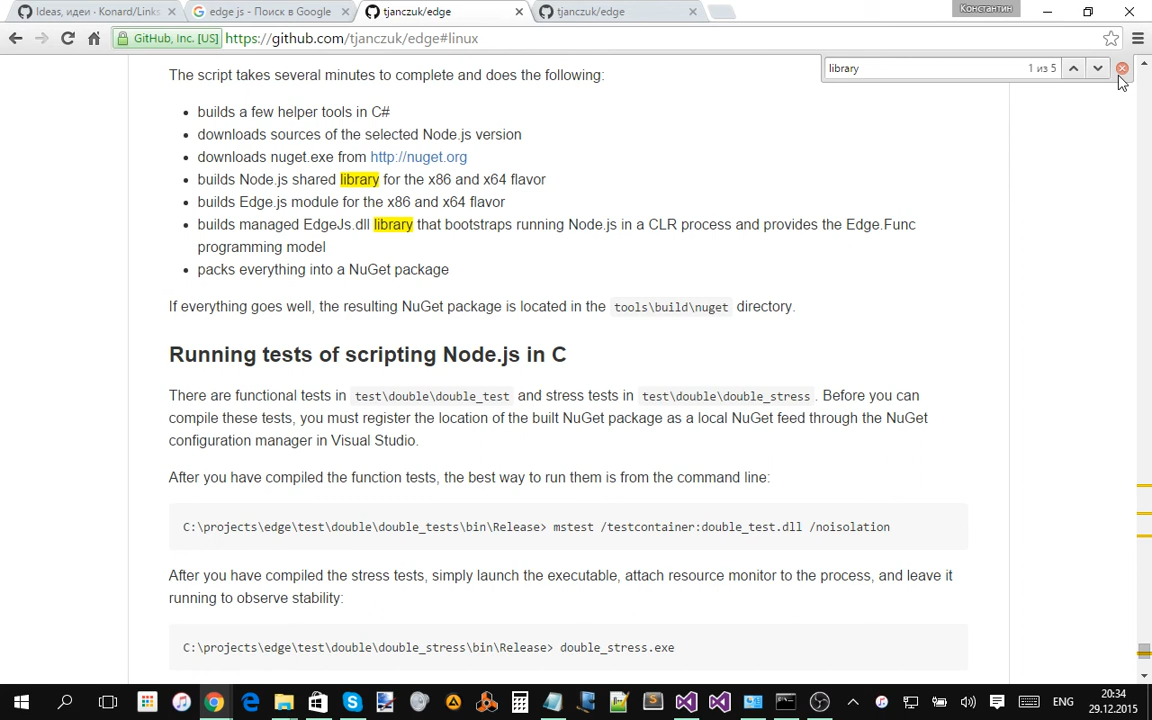 Ideas, идеи · Konard/Links
edge.js - Поиск в Google
tjanczuk/edge
tjanczuk/edge
Константин
GitHub, Inc. [US]
https://github.com/tjanczuk/edge#linux
library
1 из 5
The script takes several minutes to complete and does the following:
builds a few helper tools in C#
downloads sources of the selected Node.js version
downloads nuget.exe from http://nuget.org
builds Node.js shared library for the x86 and x64 flavor
builds Edge.js module for the x86 and x64 flavor
builds managed EdgeJs.dll library that bootstraps running Node.js in a CLR process and provides the Edge.Func
programming model
packs everything into a NuGet package
If everything goes well, the resulting NuGet package is located in the tools\build\nuget directory.
Running tests of scripting Node.js in C
There are functional tests in test\double\double_test and stress tests in test\double\double_stress . Before you can
compile these tests, you must register the location of the built NuGet package as a local NuGet feed through the NuGet
configuration manager in Visual Studio.
After you have compiled the function tests, the best way to run them is from the command line:
C:\projects\edge\test\double\double_tests\bin\Release> mstest /testcontainer:double_test.dll /noisolation
After you have compiled the stress tests, simply launch the executable, attach resource monitor to the process, and leave it
running to observe stability:
C:\projects\edge\test\double\double_stress\bin\Release> double_stress.exe
ENG
20:34
29.12.2015